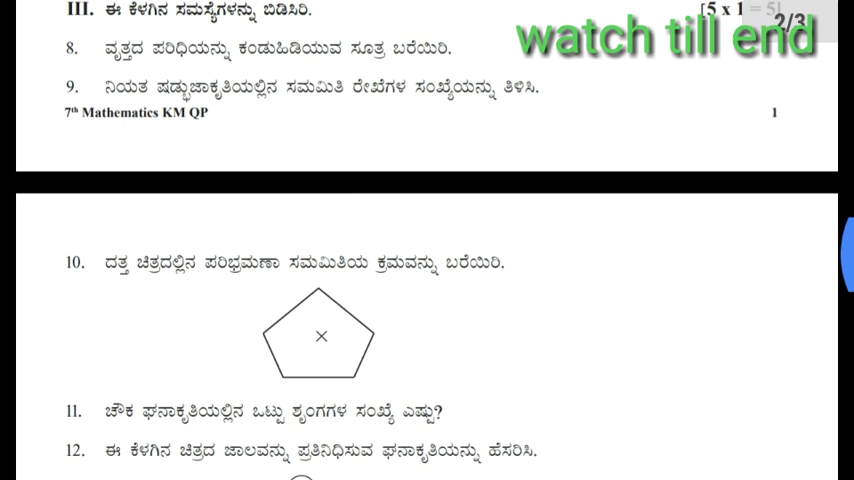 III. ಈ ಕೆಳಗಿನ ಸಮಸ್ಯೆಗಳನ್ನು ಬಿಡಿಸಿರಿ. [5 x 1 = 5]
2/3
watch till end
8. ವೃತ್ತದ ಪರಿಧಿಯನ್ನು ಕಂಡುಹಿಡಿಯುವ ಸೂತ್ರ ಬರೆಯಿರಿ.
9. ನಿಯತ ಷಡ್ಭುಜಾಕೃತಿಯಲ್ಲಿನ ಸಮಮಿತಿ ರೇಖೆಗಳ ಸಂಖ್ಯೆಯನ್ನು ತಿಳಿಸಿ.
7th Mathematics KM QP 1
10. ದತ್ತ ಚಿತ್ರದಲ್ಲಿನ ಪರಿಭ್ರಮಣಾ ಸಮಮಿತಿಯ ಕ್ರಮವನ್ನು ಬರೆಯಿರಿ.
11. ಚೌಕ ಘನಾಕೃತಿಯಲ್ಲಿನ ಒಟ್ಟು ಶೃಂಗಗಳ ಸಂಖ್ಯೆ ಎಷ್ಟು?
12. ಈ ಕೆಳಗಿನ ಚಿತ್ರದ ಜಾಲವನ್ನು ಪ್ರತಿನಿಧಿಸುವ ಘನಾಕೃತಿಯನ್ನು ಹೆಸರಿಸಿ.